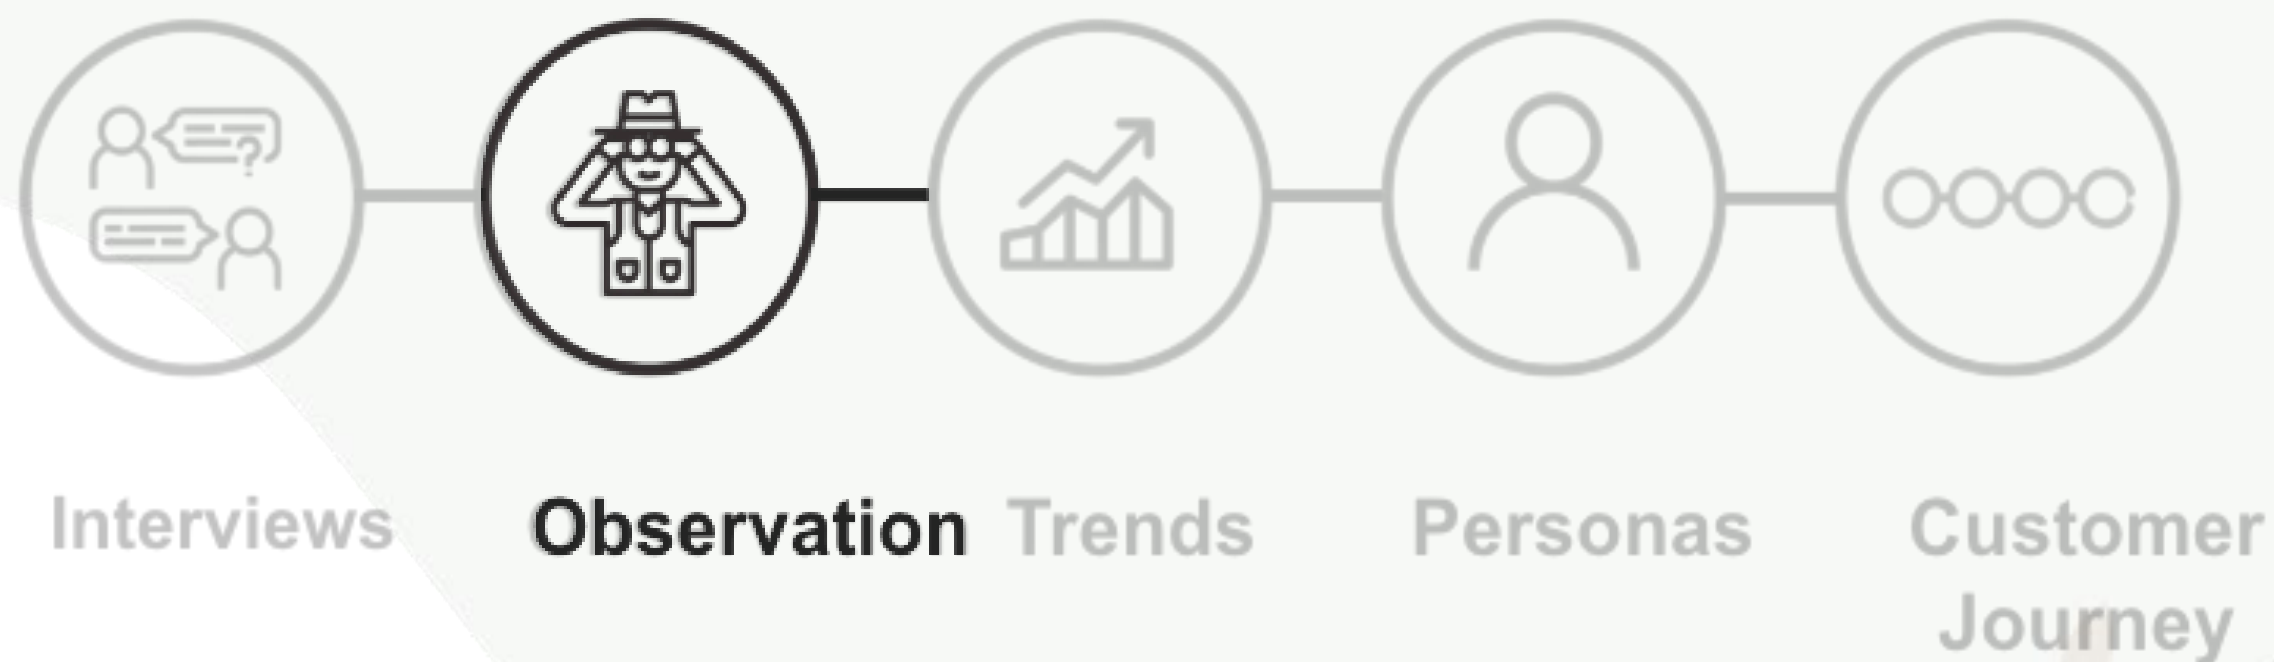 ?
Interviews
Observation
Trends
Personas
Customer
Journey